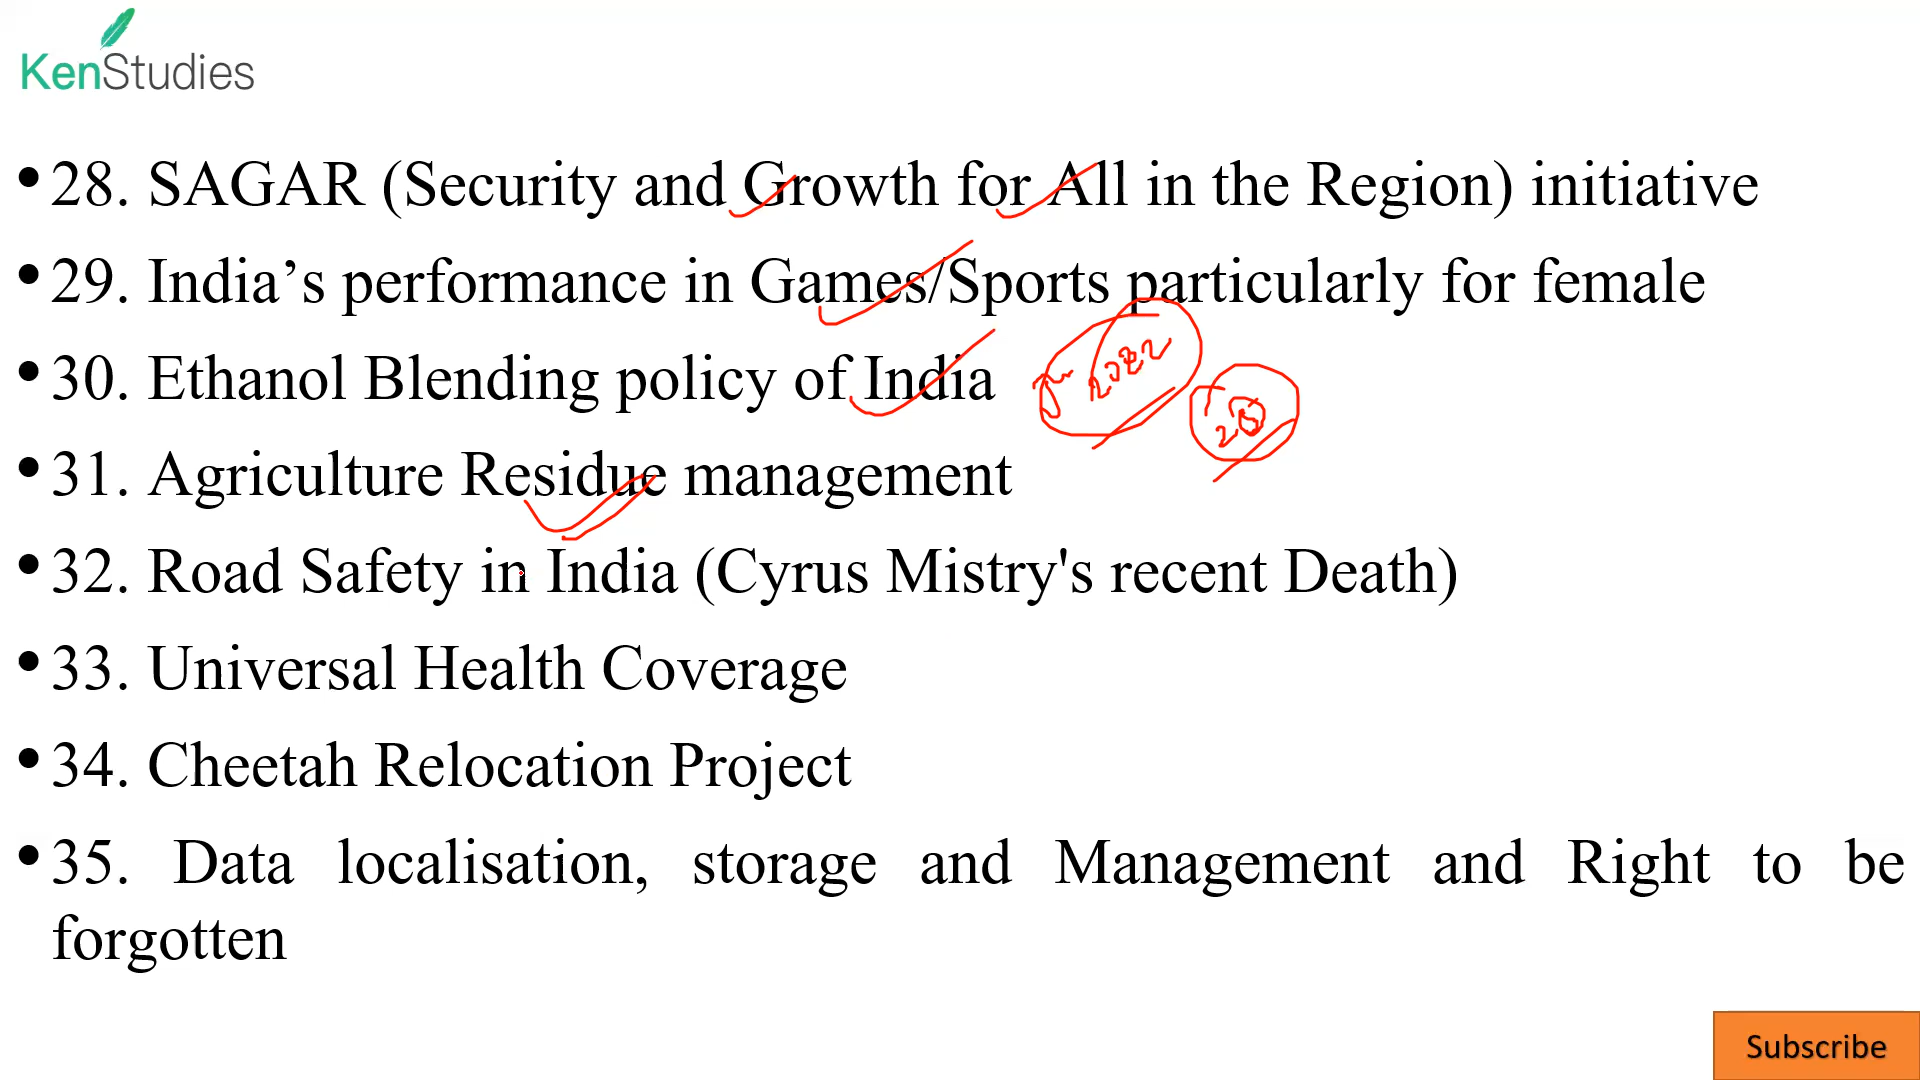 KenStudies
• 28. SAGAR (Security and Growth for All in the Region) initiative
• 29. India’s performance in Games/Sports particularly for female
• 30. Ethanol Blending policy of India
2022
• 31. Agriculture Residue management
• 32. Road Safety in India (Cyrus Mistry's recent Death)
• 33. Universal Health Coverage
• 34. Cheetah Relocation Project
• 35. Data localisation, storage and Management and Right to be
forgotten
Subscribe